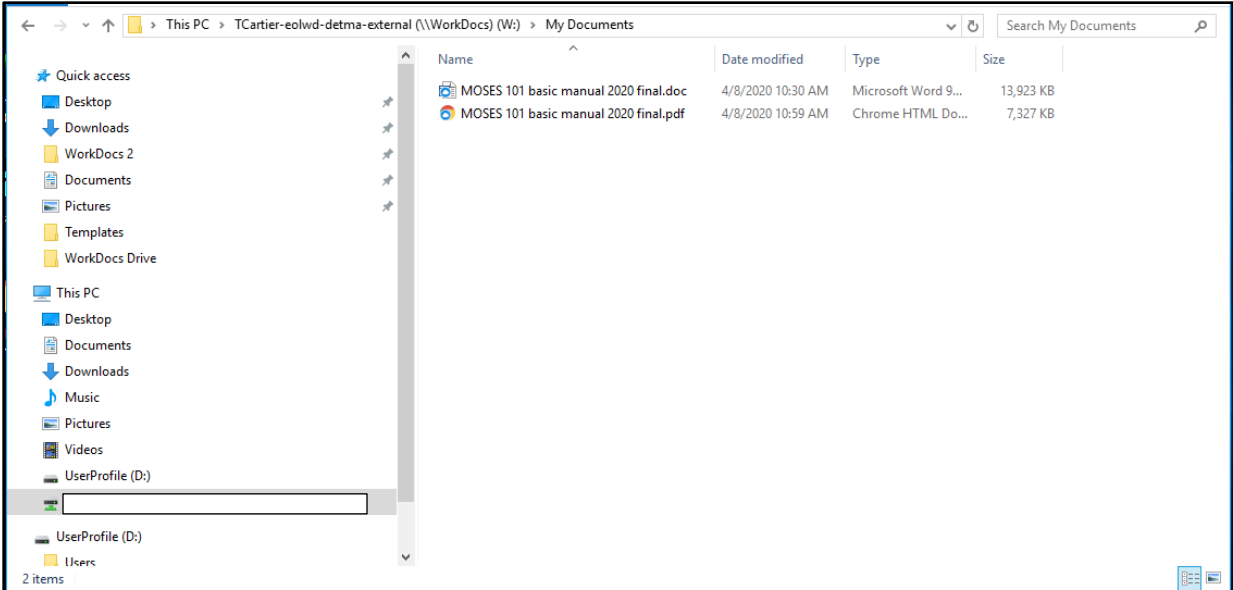 This PC > TCartier-eolwd-detma-external (\\WorkDocs) (W:) > My Documents
Search My Documents
Name Date modified Type Size
MOSES 101 basic manual 2020 final.doc 4/8/2020 10:30 AM Microsoft Word 9... 13,923 KB
MOSES 101 basic manual 2020 final.pdf 4/8/2020 10:59 AM Chrome HTML Do... 7,327 KB
Quick access
Desktop
Downloads
WorkDocs 2
Documents
Pictures
Templates
WorkDocs Drive
This PC
Desktop
Documents
Downloads
Music
Pictures
Videos
UserProfile (D:)
UserProfile (D:)
Users
2 items